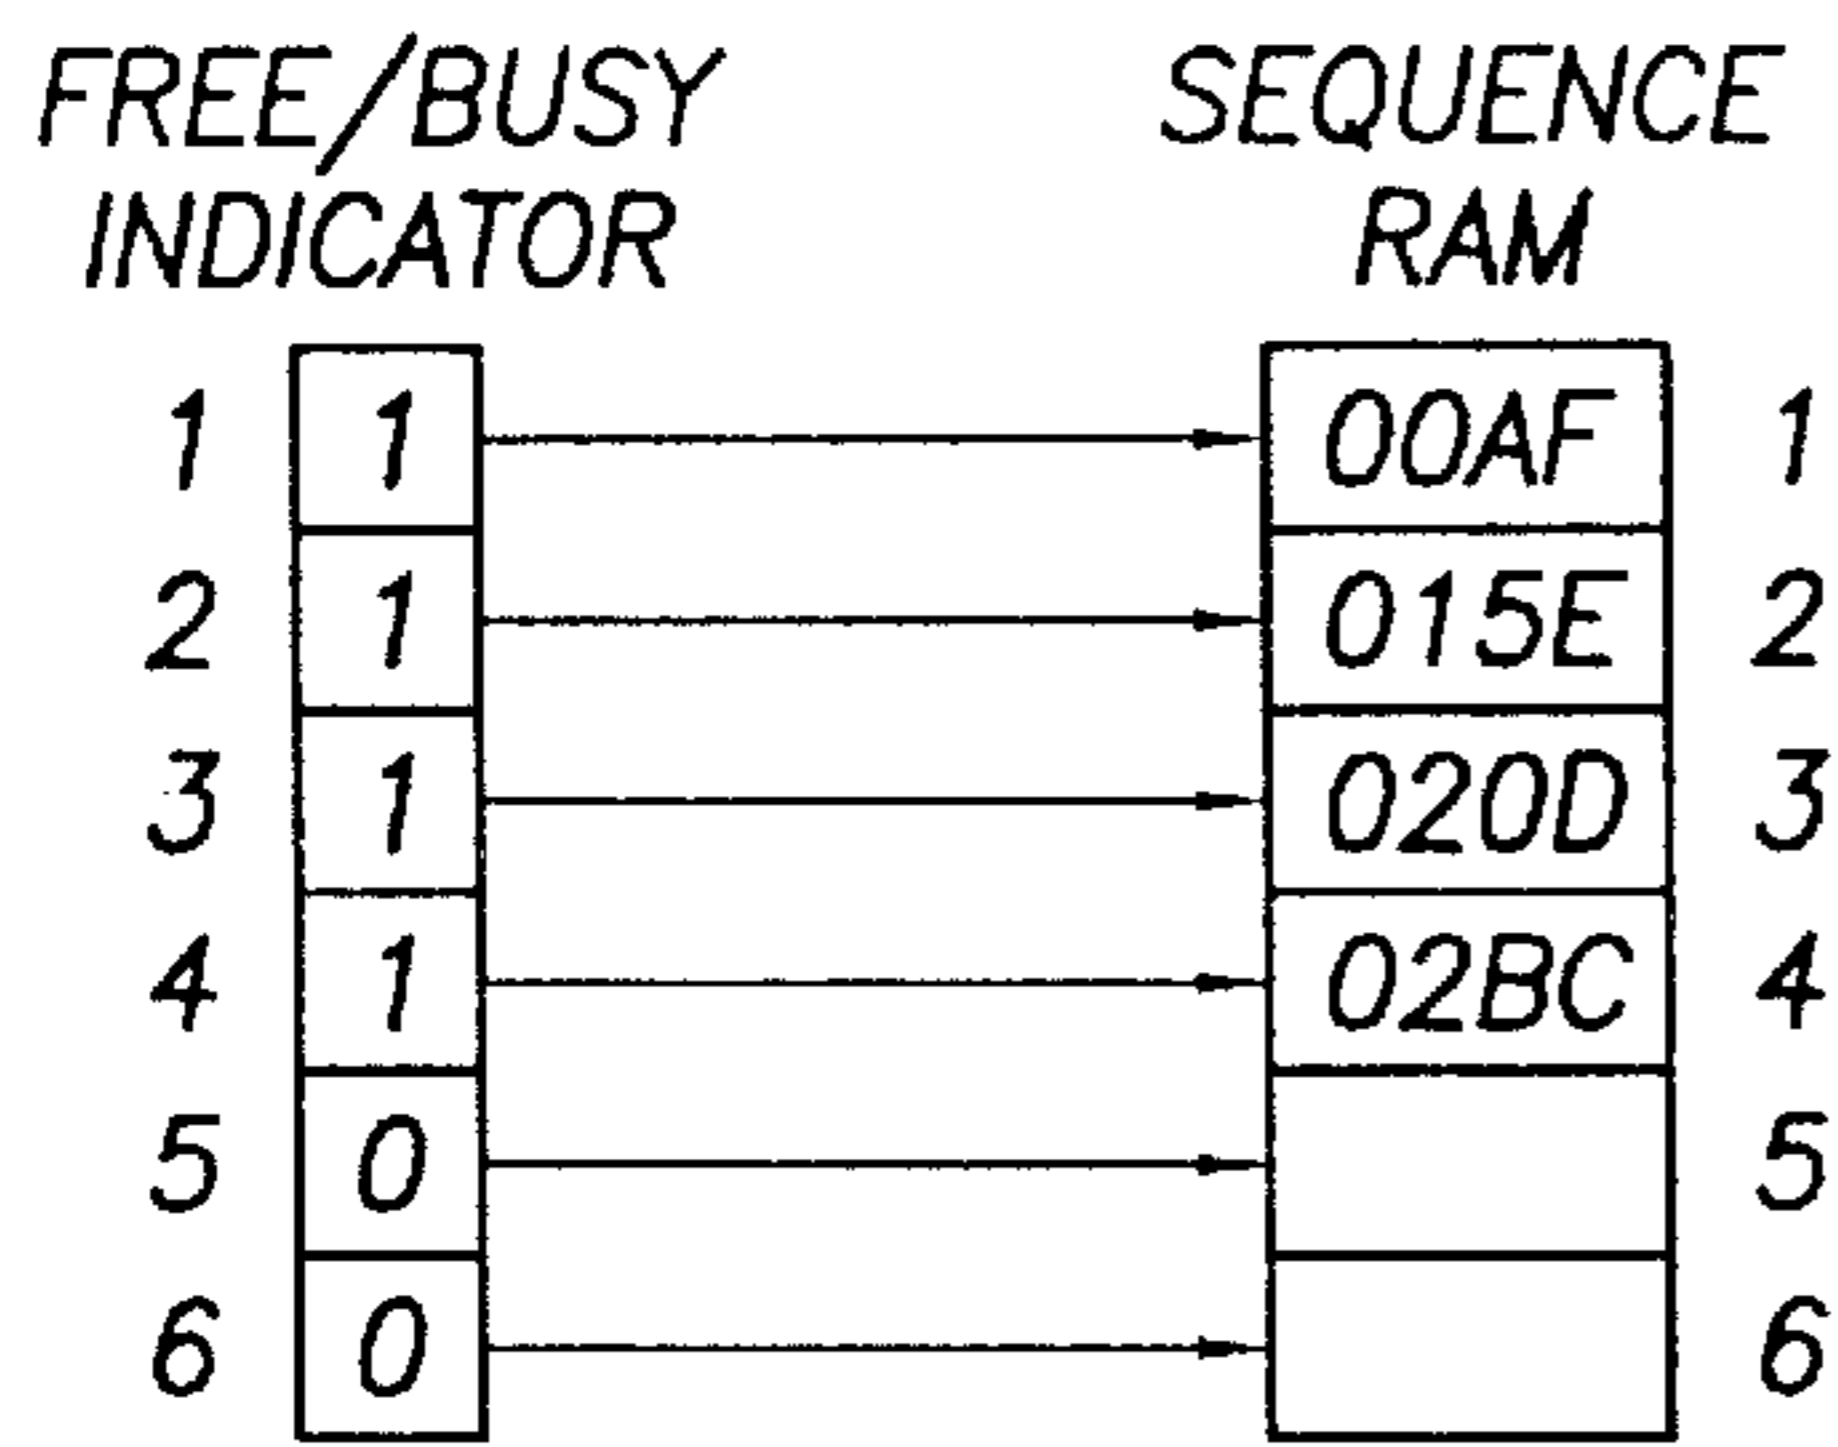 FREE/BUSY
INDICATOR
SEQUENCE
RAM
1 1 00AF 1
2 1 015E 2
3 1 020D 3
4 1 02BC 4
5 0 5
6 0 6